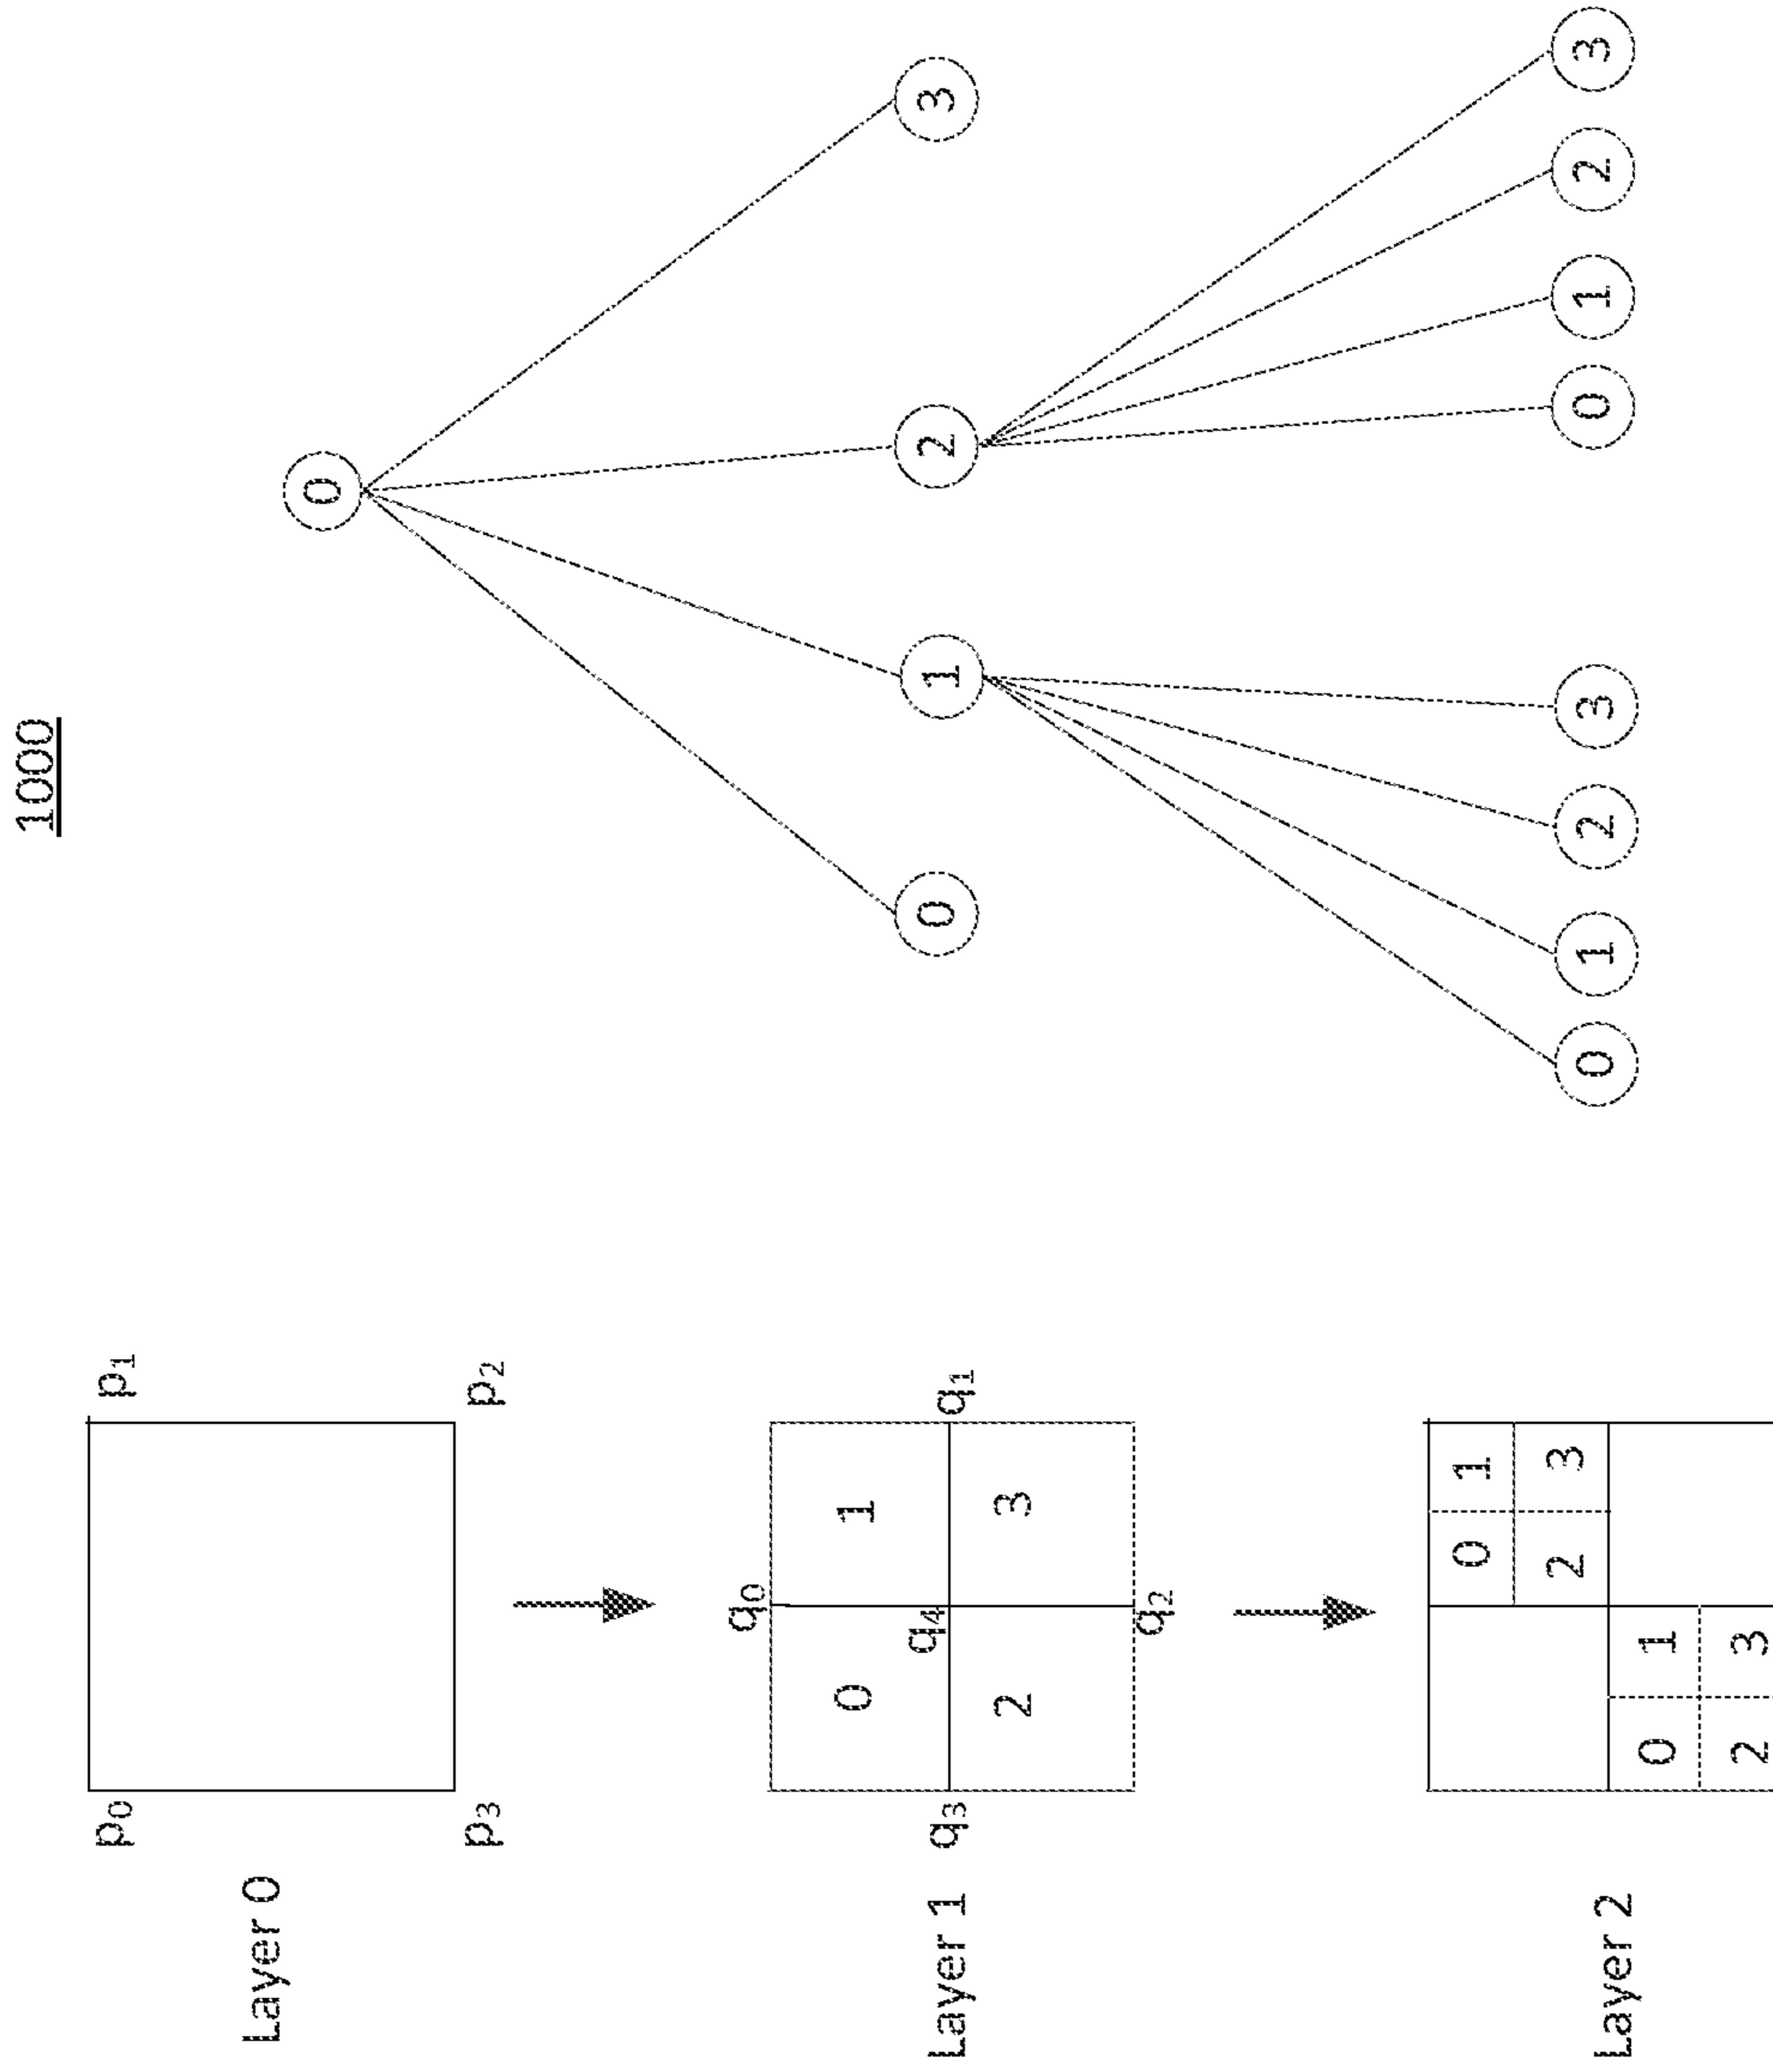 1000
p₀ p₁
Layer 0
0
p₃ p₂
q₀
0 1
Layer 1 q₃ q₄ q₁
0 1 2 3
2 3
q₂
0 1
2 3
Layer 2
0 1 2 3 0 1 2 3
0 1
2 3